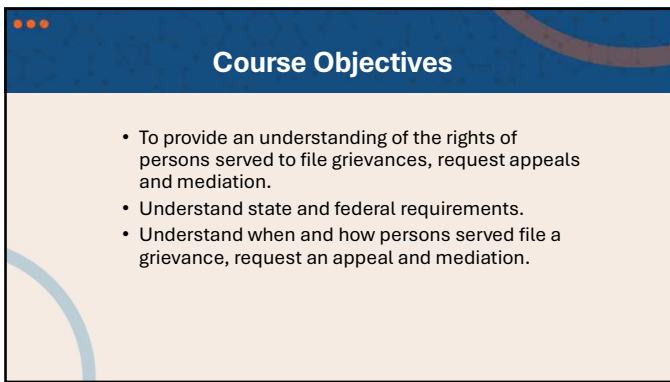 Course Objectives
• To provide an understanding of the rights of
persons served to file grievances, request appeals
and mediation.
• Understand state and federal requirements.
• Understand when and how persons served file a
grievance, request an appeal and mediation.